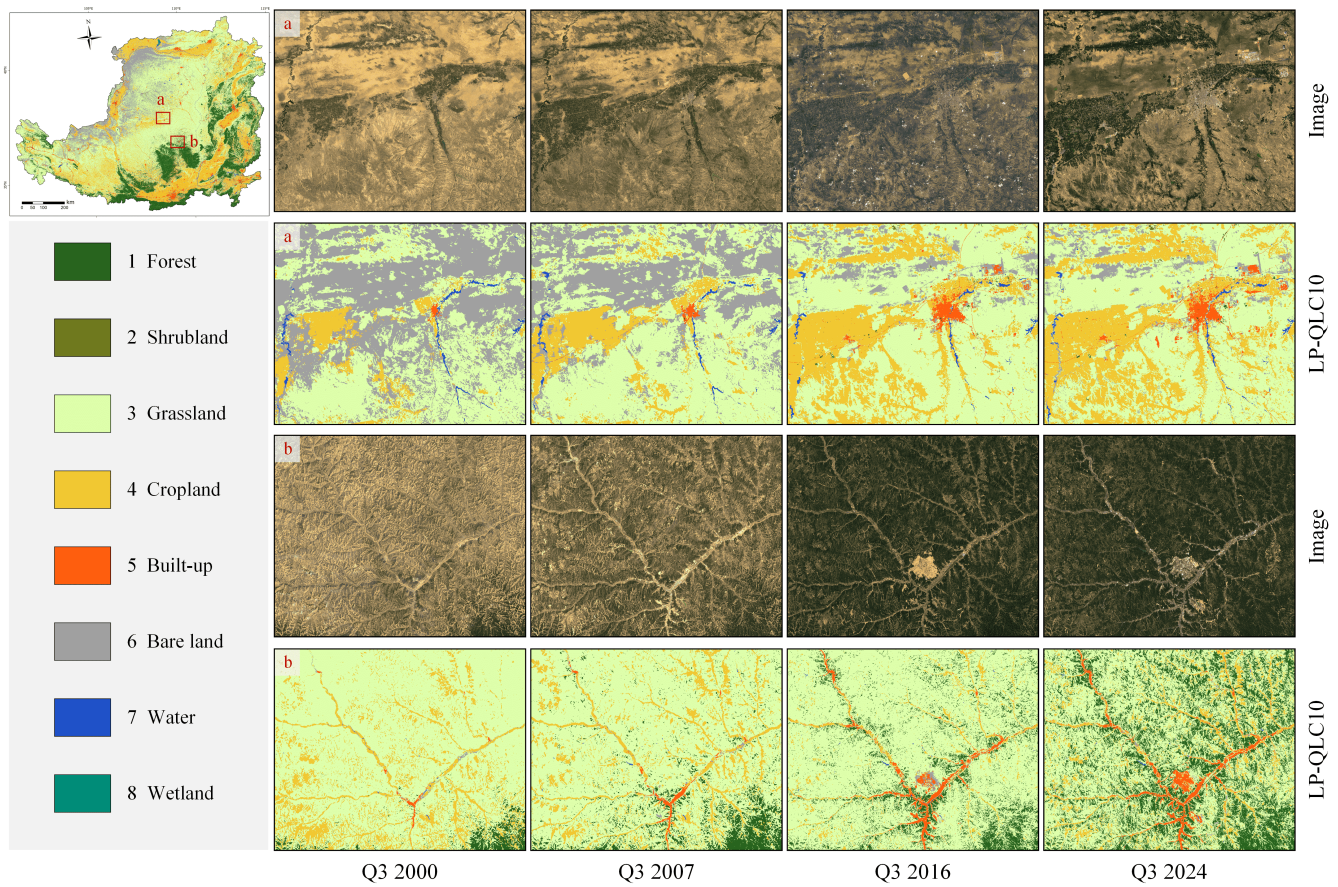 N
a
b
0 50 100 200 km
1 Forest
2 Shrubland
3 Grassland
4 Cropland
5 Built-up
6 Bare land
7 Water
8 Wetland
a
Image
a
LP-QLC10
b
Image
b
LP-QLC10
Q3 2000
Q3 2007
Q3 2016
Q3 2024